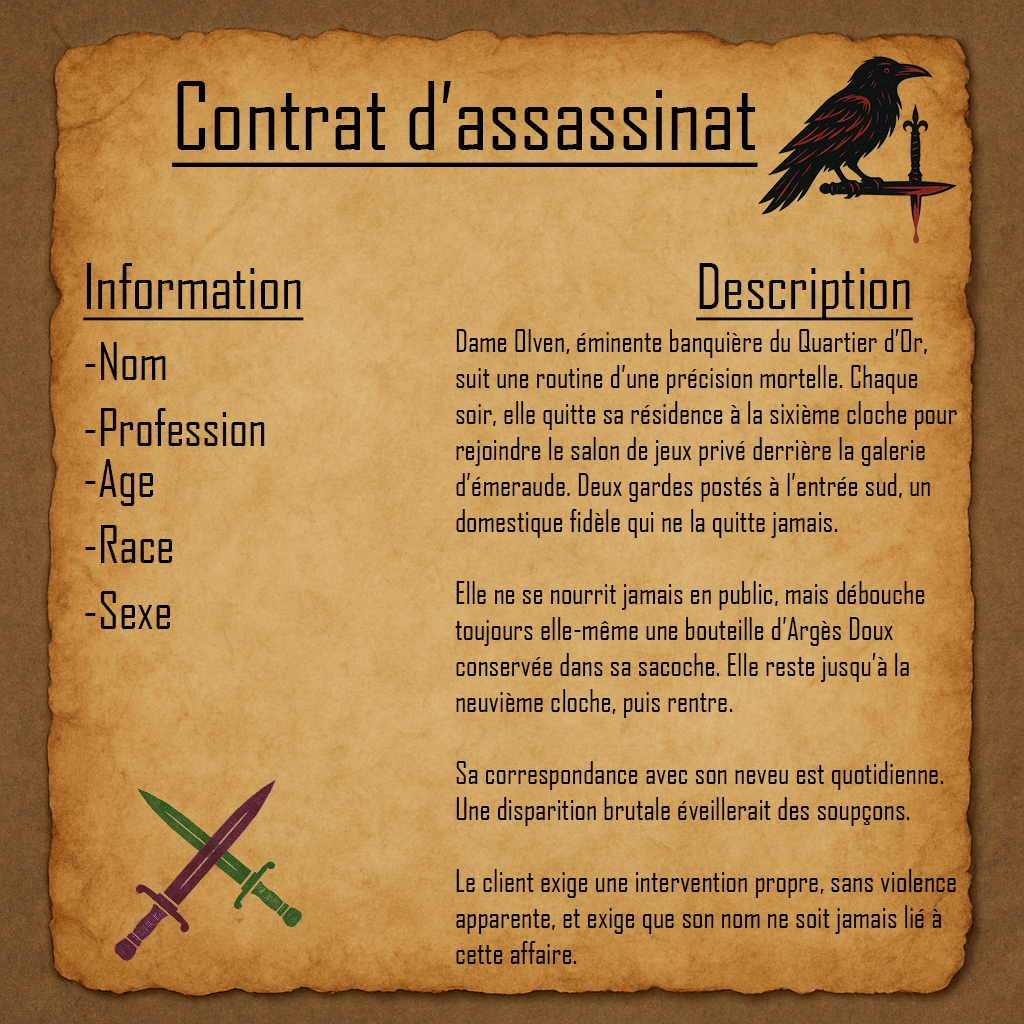 Contrat d'assassinat
Information
-Nom
-Profession
-Age
-Race
-Sexe
Description
Dame Olven, éminente banquière du Quartier d'Or,
suit une routine d'une précision mortelle. Chaque
soir, elle quitte sa résidence à la sixième cloche pour
rejoindre le salon de jeux privé derrière la galerie
d'émeraude. Deux gardes postés à l'entrée sud, un
domestique fidèle qui ne la quitte jamais.
Elle ne se nourrit jamais en public, mais débouche
toujours elle-même une bouteille d'Argès Doux
conservée dans sa sacoche. Elle reste jusqu'à la
neuvième cloche, puis rentre.
Sa correspondance avec son neveu est quotidienne.
Une disparition brutale éveillerait des soupçons.
Le client exige une intervention propre, sans violence
apparente, et exige que son nom ne soit jamais lié à
cette affaire.